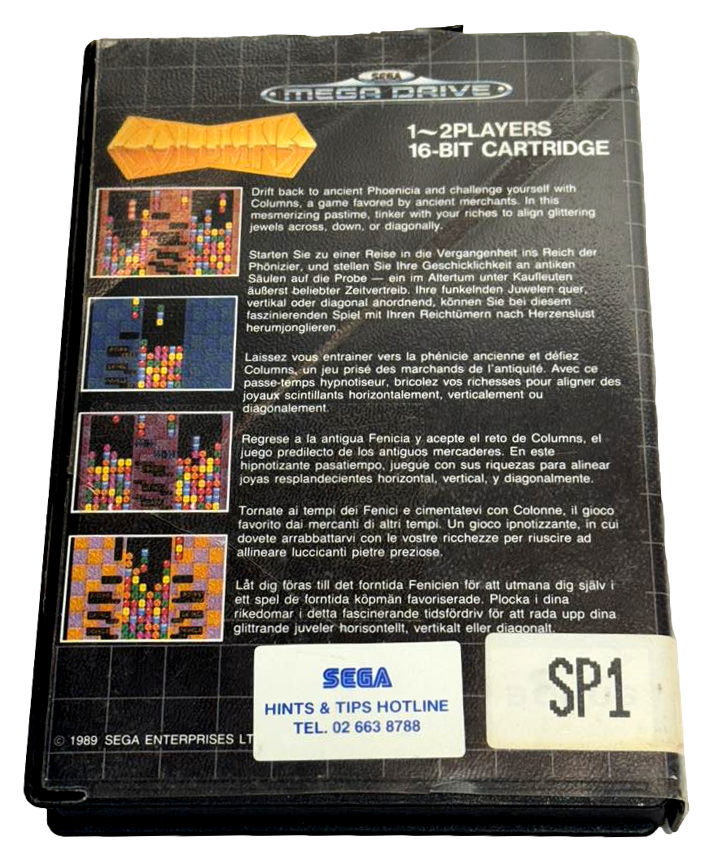 SEGA
MEGA DRIVE
COLUMNS
1~2PLAYERS
16-BIT CARTRIDGE
Drift back to ancient Phoenicia and challenge yourself with
Columns, a game favored by ancient merchants. In this
mesmerizing pastime, tinker with your riches to align glittering
jewels across, down, or diagonally.
Starten Sie zu einer Reise in die Vergangenheit ins Reich der
Phönizier, und stellen Sie Ihre Geschicklichkeit an antiken
Säulen auf die Probe — ein im Altertum unter Kaufleuten
äußerst beliebter Zeitvertreib. Ihre funkelnden Juwelen quer,
vertikal oder diagonal anordnend, können Sie bei diesem
faszinierenden Spiel mit Ihren Reichtümern nach Herzenslust
herumjonglieren.
Laissez vous entrainer vers la phénicie ancienne et défiez
Columns, un jeu prisé des marchands de l'antiquité. Avec ce
passe-temps hypnotiseur, bricolez vos richesses pour aligner des
joyaux scintillants horizontalement, verticalement ou
diagonalement.
Regrese a la antigua Fenicia y acepte el reto de Columns, el
juego predilecto de los antiguos mercaderes. En este
hipnotizante pasatiempo, juegue con sus riquezas para alinear
joyas resplandecientes horizontal, vertical, y diagonalmente.
Tornate ai tempi dei Fenici e cimentatevi con Colonne, il gioco
favorito dai mercanti di altri tempi. Un gioco ipnotizzante, in cui
dovete arrabbattarvi con le vostre ricchezze per riuscire ad
allineare luccicanti pietre preziose.
Låt dig föras till det forntida Fenicien för att utmana dig själv i
ett spel de forntida köpmän favoriserade. Plocka i dina
rikedomar i detta fascinerande tidsfördriv för att rada upp dina
glittrande juveler horisontellt, vertikalt eller diagonalt.
SEGA
HINTS & TIPS HOTLINE
TEL. 02 663 8788
SP1
© 1989 SEGA ENTERPRISES LT